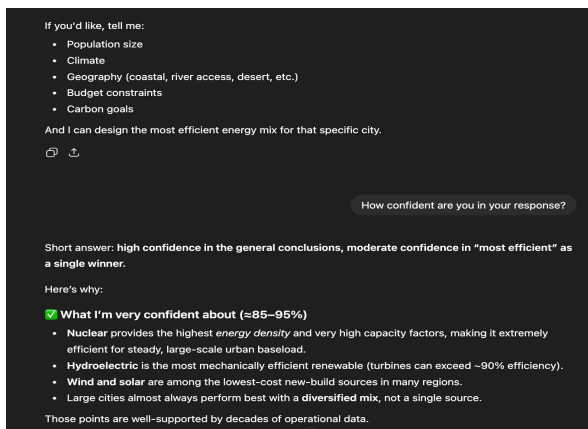 If you'd like, tell me:
• Population size
• Climate
• Geography (coastal, river access, desert, etc.)
• Budget constraints
• Carbon goals
And I can design the most efficient energy mix for that specific city.
How confident are you in your response?
Short answer: high confidence in the general conclusions, moderate confidence in “most efficient” as
a single winner.
Here's why:
✅ What I'm very confident about (≈85–95%)
• Nuclear provides the highest energy density and very high capacity factors, making it extremely
efficient for steady, large-scale urban baseload.
• Hydroelectric is the most mechanically efficient renewable (turbines can exceed ~90% efficiency).
• Wind and solar are among the lowest-cost new-build sources in many regions.
• Large cities almost always perform best with a diversified mix, not a single source.
Those points are well-supported by decades of operational data.